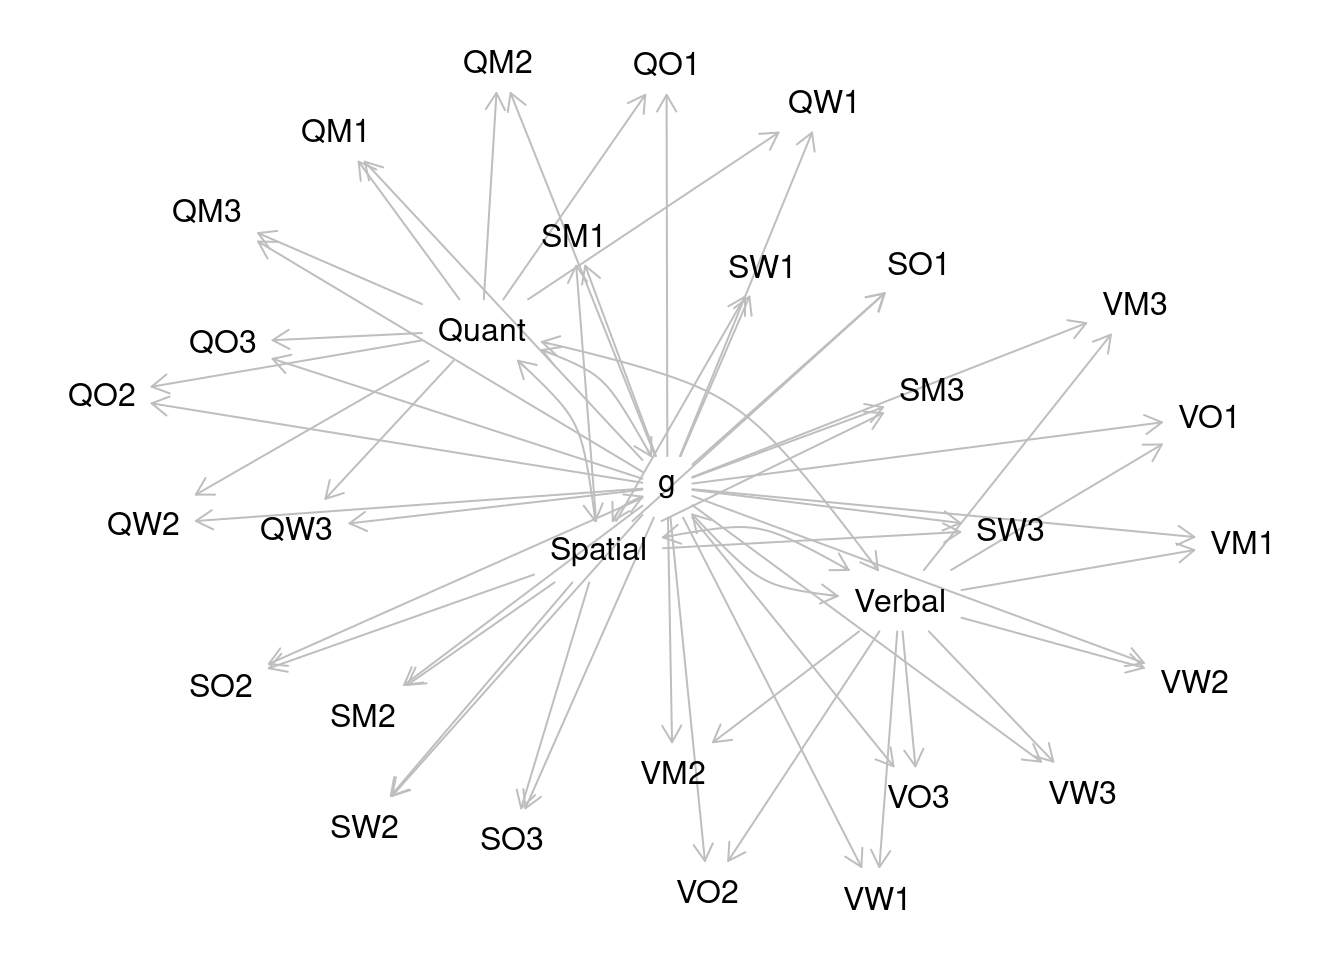 QM2
QO1
QW1
QM1
QM3
SM1
SW1
SO1
VM3
Quant
QO3
QO2
SM3
VO1
g
QW2
QW3
SW3
VM1
Spatial
Verbal
SO2
VW2
SM2
VM2
VO3
VW3
SW2
SO3
VO2
VW1